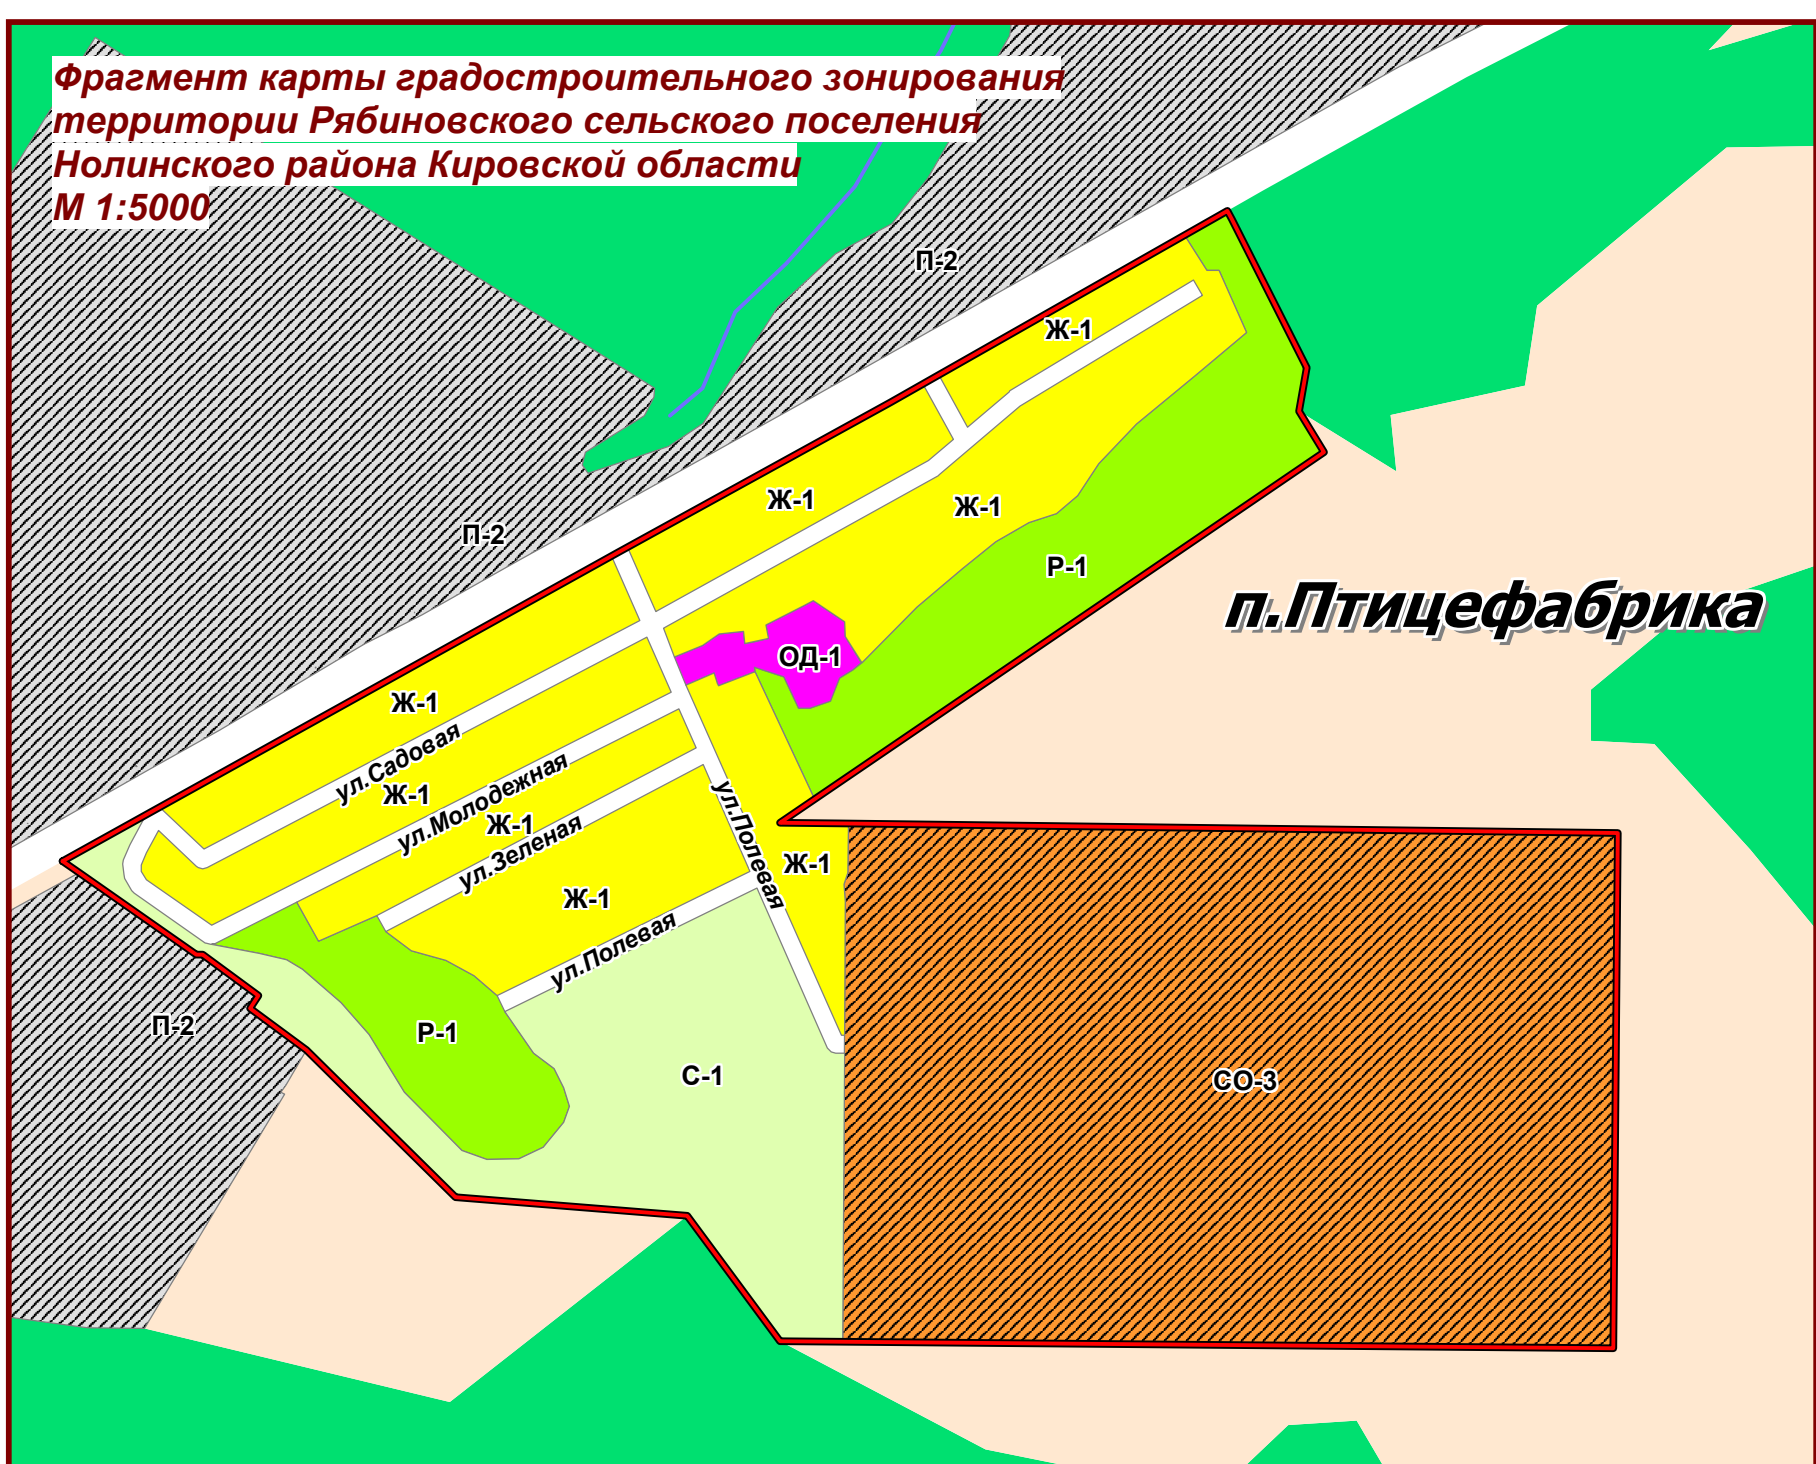 Фрагмент карты градостроительного зонирования
территории Рябиновского сельского поселения
Нолинского района Кировской области
М 1:5000
П-2
Ж-1
Ж-1
Ж-1
П-2
Р-1
п.Птицефабрика
ОД-1
Ж-1
ул.Садовая
Ж-1
ул.Молодежная
Ж-1
ул.Зеленая
ул.Полевая
Ж-1
Ж-1
ул.Полевая
П-2
Р-1
С-1
СО-3